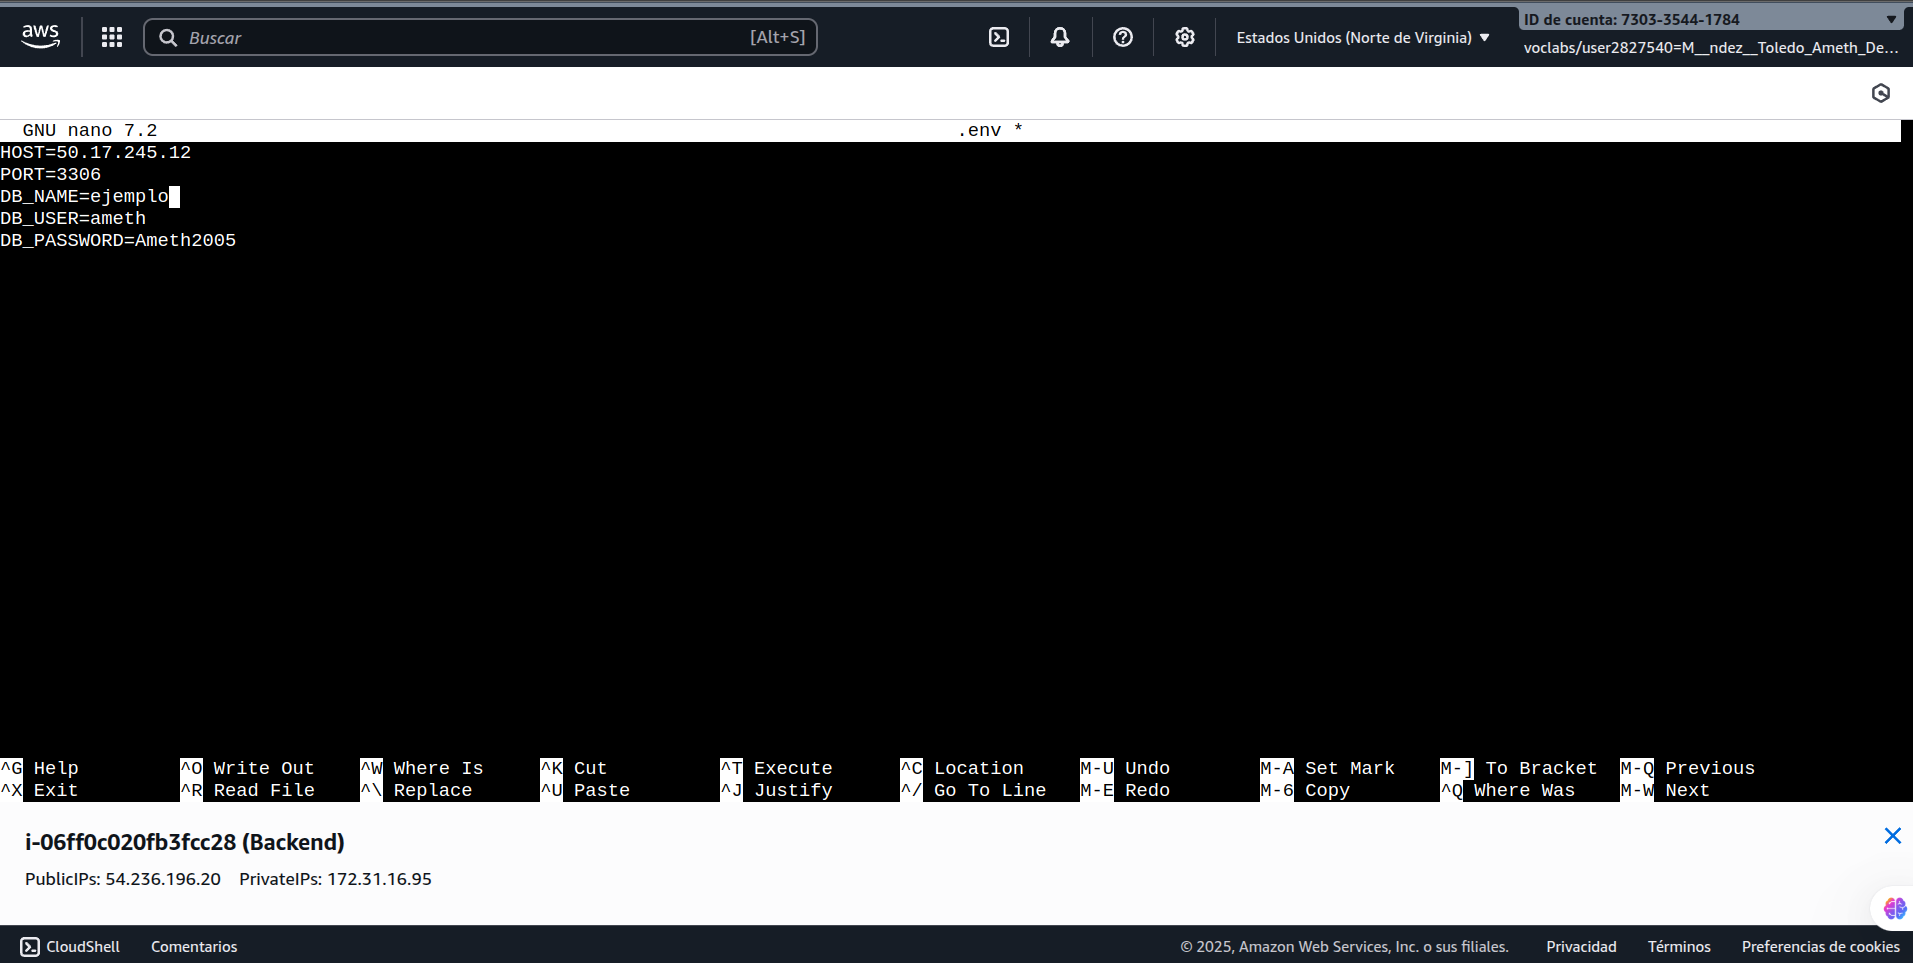 aws
Buscar
[Alt+S]
Estados Unidos (Norte de Virginia)
ID de cuenta: 7303-3544-1784
voclabs/user2827540=M__ndez__Toledo_Ameth_De...
GNU nano 7.2 .env *
HOST=50.17.245.12
PORT=3306
DB_NAME=ejemplo
DB_USER=ameth
DB_PASSWORD=Ameth2005
^G Help ^O Write Out ^W Where Is ^K Cut ^T Execute ^C Location M-U Undo M-A Set Mark M-] To Bracket M-Q Previous
^X Exit ^R Read File ^\ Replace ^U Paste ^J Justify ^/ Go To Line M-E Redo M-6 Copy ^Q Where Was M-W Next
i-06ff0c020fb3fcc28 (Backend)
PublicIPs: 54.236.196.20 PrivateIPs: 172.31.16.95
CloudShell Comentarios © 2025, Amazon Web Services, Inc. o sus filiales. Privacidad Términos Preferencias de cookies